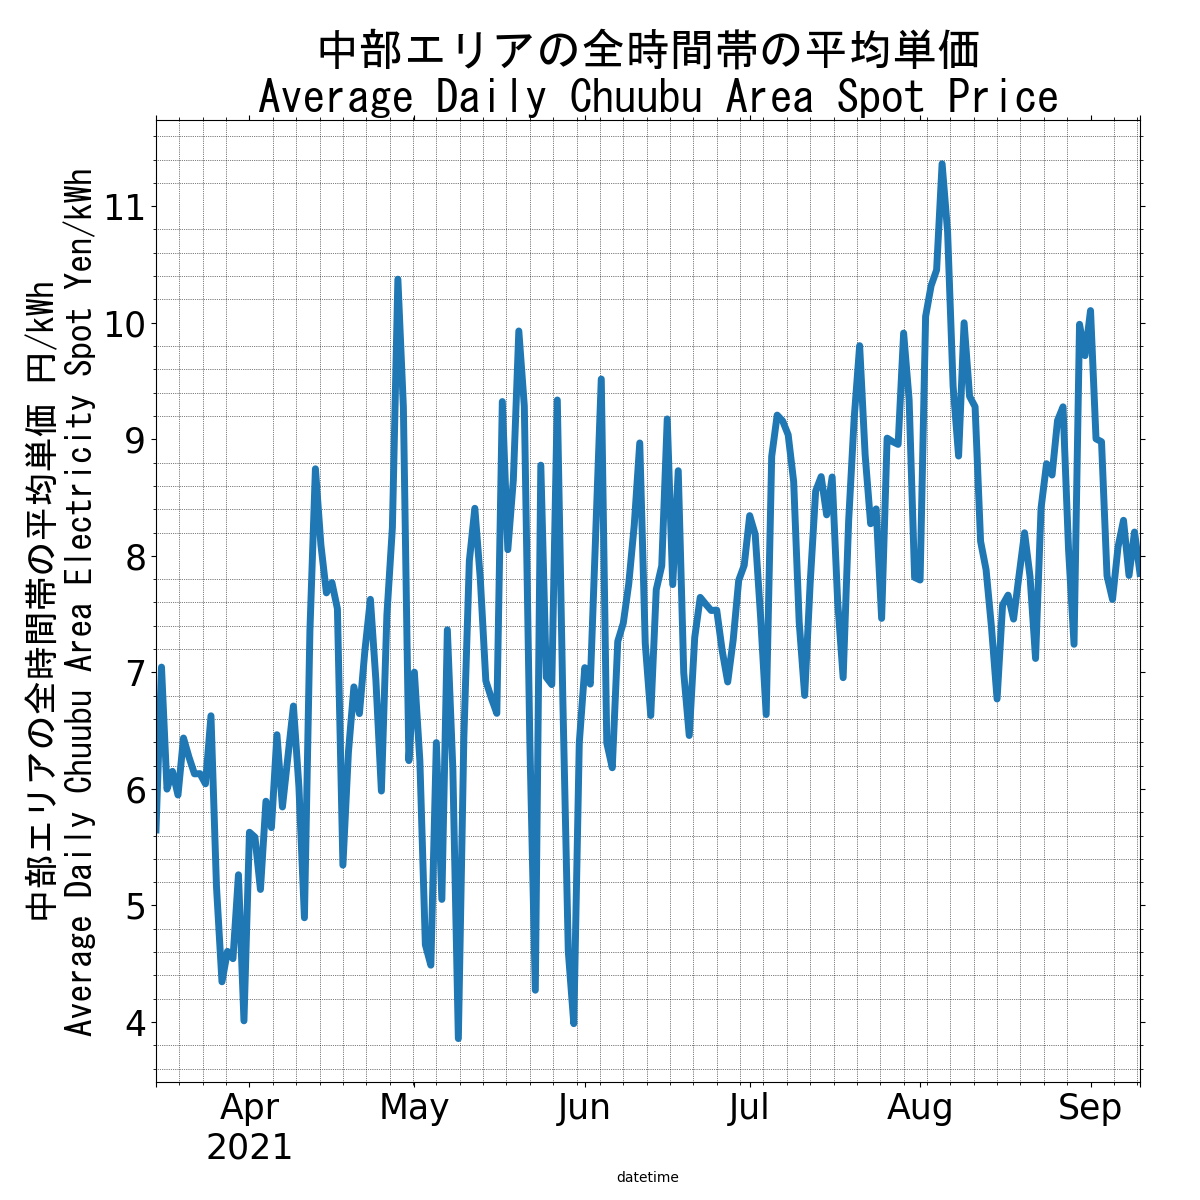 中部エリアの全時間帯の平均単価
Average Daily Chuubu Area Spot Price
中部エリアの全時間帯の平均単価 円/kWh
Average Daily Chuubu Area Electricity Spot Yen/kWh
11
10
9
8
7
6
5
4
Apr
2021
May
Jun
Jul
Aug
Sep
datetime